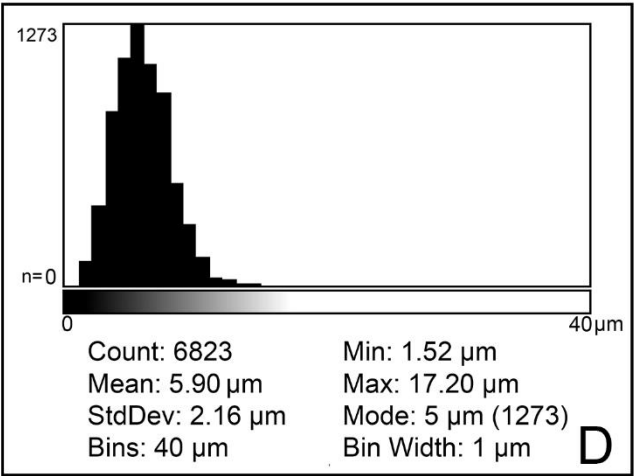 1273
n=0
0
40µm
Count: 6823
Min: 1.52 µm
Mean: 5.90 µm
Max: 17.20 µm
StdDev: 2.16 µm
Mode: 5 µm (1273)
Bins: 40 µm
Bin Width: 1 µm
D